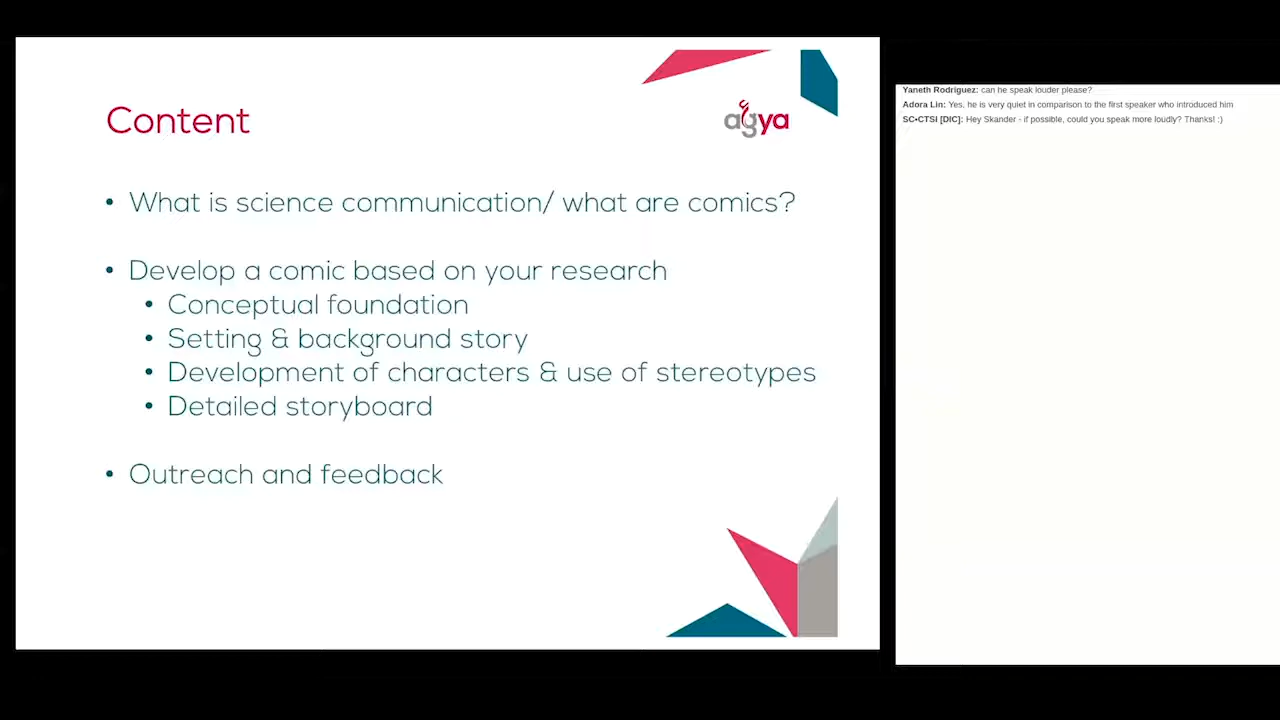 Content
agya
• What is science communication/ what are comics?
• Develop a comic based on your research
• Conceptual foundation
• Setting & background story
• Development of characters & use of stereotypes
• Detailed storyboard
• Outreach and feedback
Yaneth Rodriguez: can he speak louder please?
Adora Lin: Yes, he is very quiet in comparison to the first speaker who introduced him
SC•CTSI [DIC]: Hey Skander - if possible, could you speak more loudly? Thanks! :)